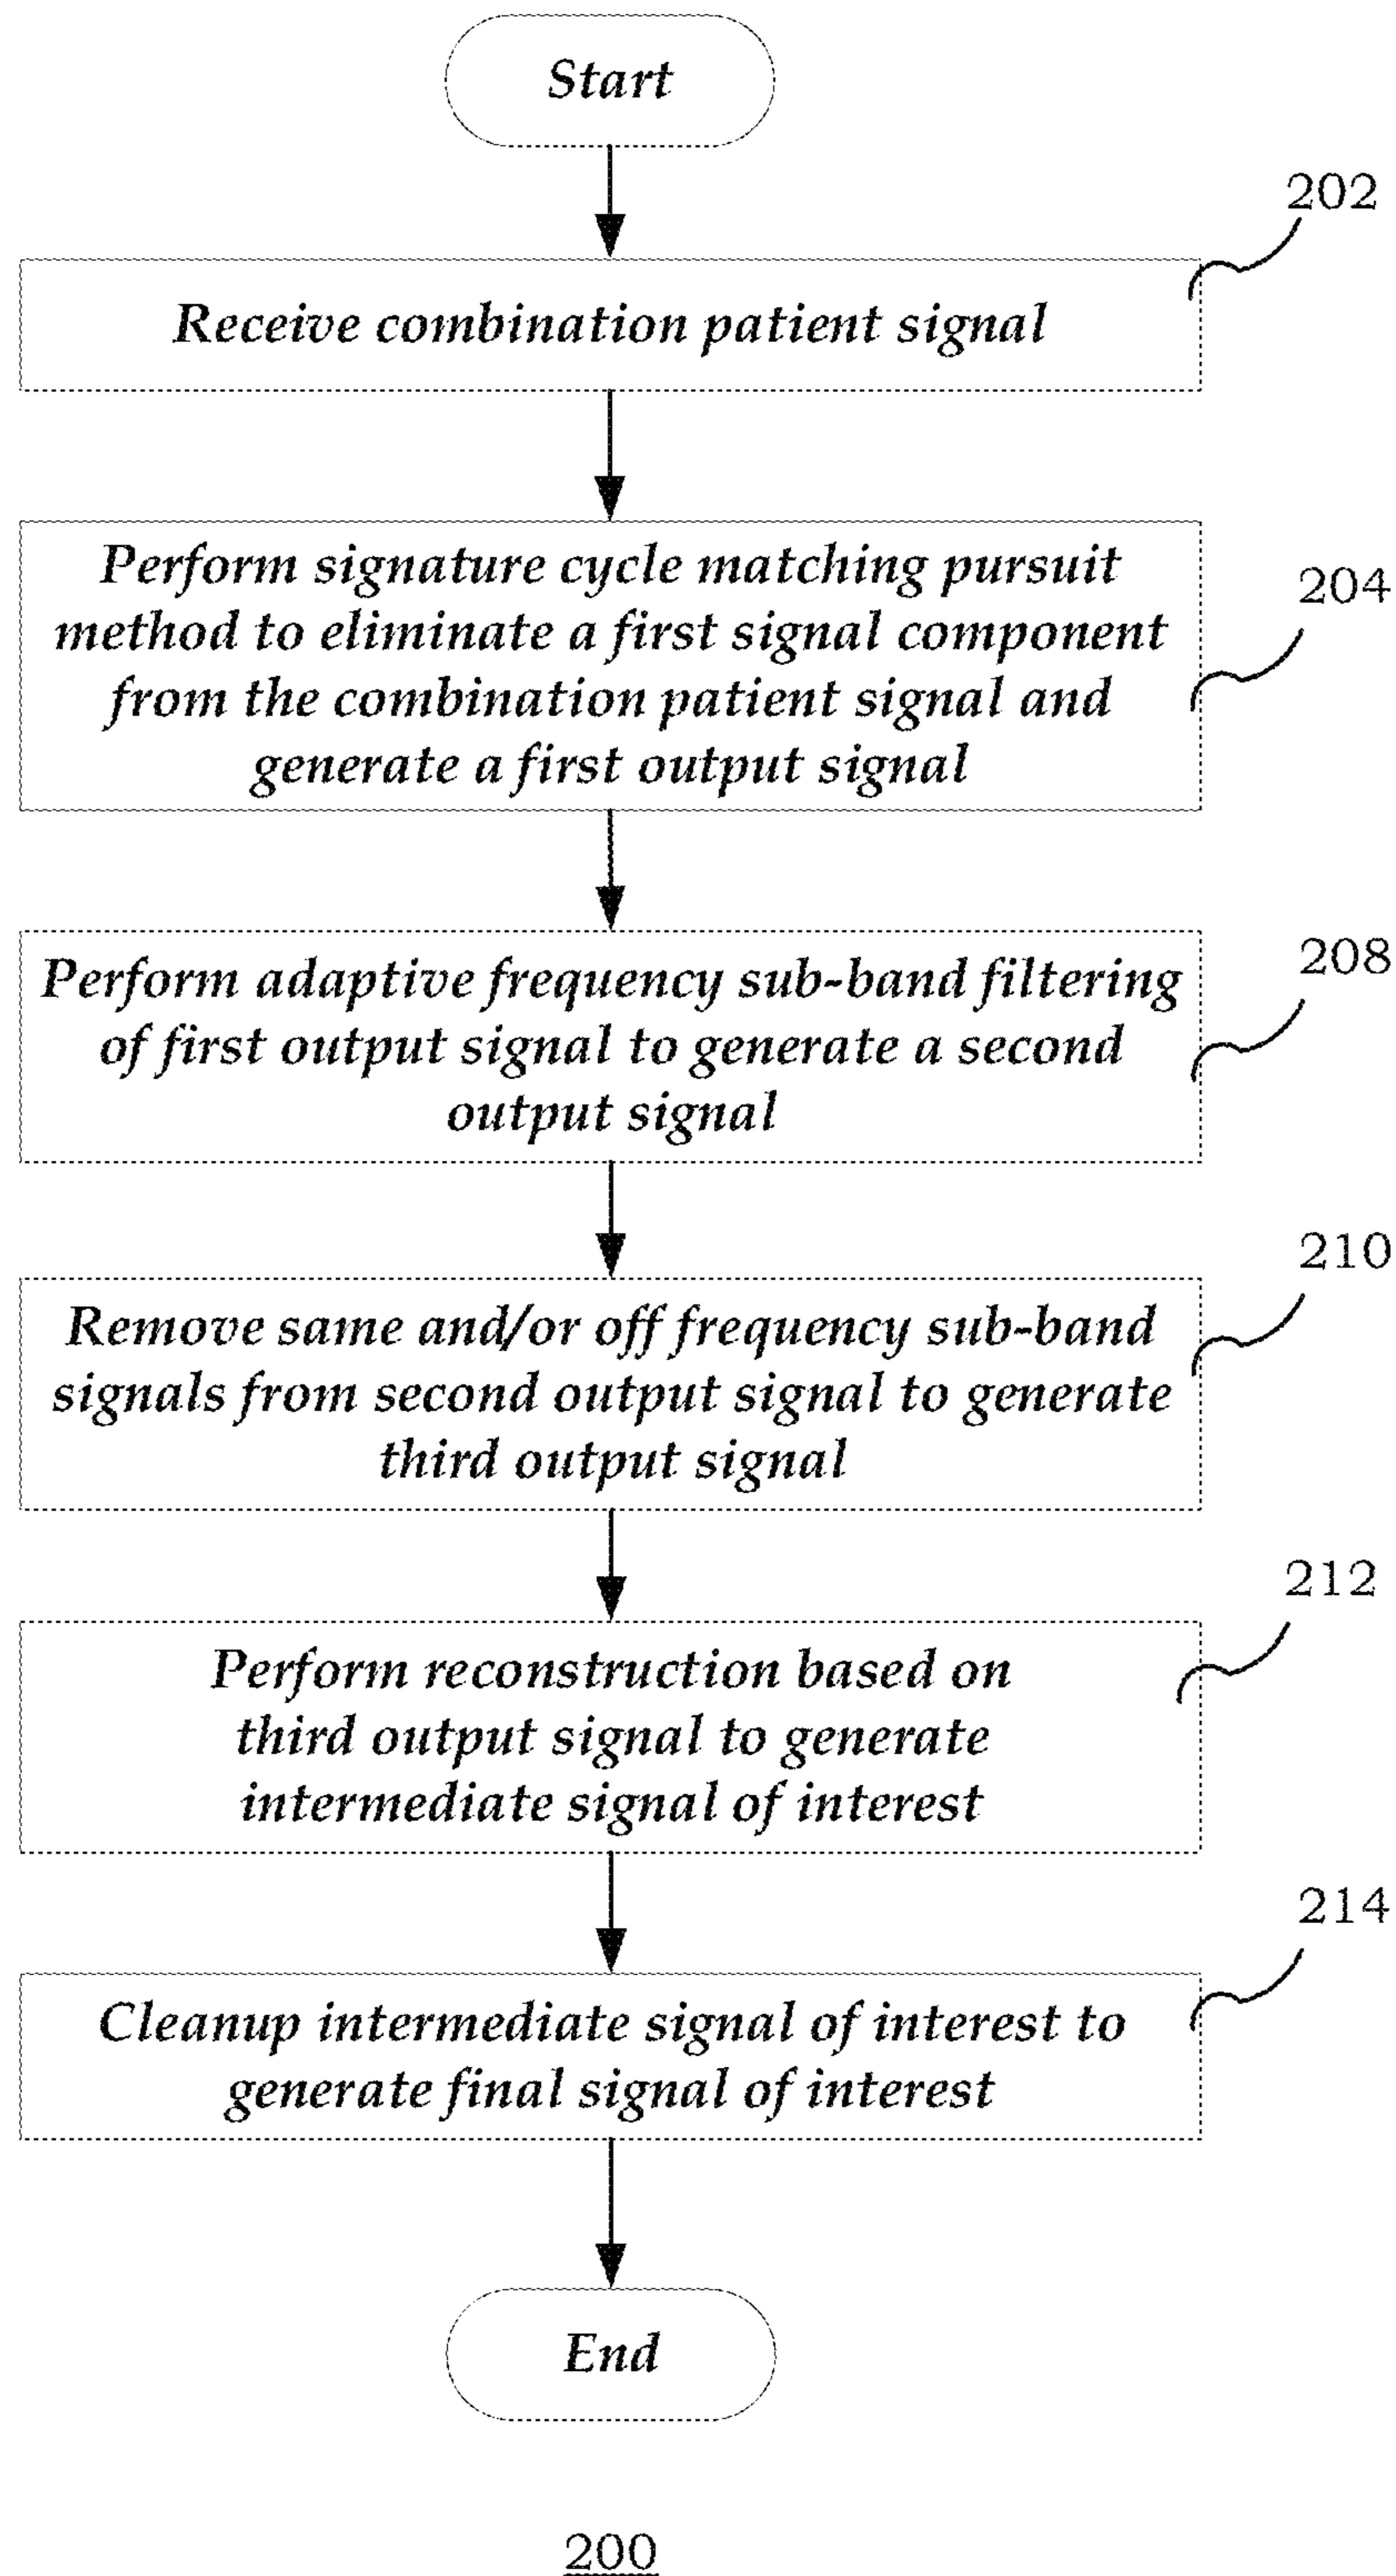 Start
202
Receive combination patient signal
204
Perform signature cycle matching pursuit
method to eliminate a first signal component
from the combination patient signal and
generate a first output signal
208
Perform adaptive frequency sub-band filtering
of first output signal to generate a second
output signal
210
Remove same and/or off frequency sub-band
signals from second output signal to generate
third output signal
212
Perform reconstruction based on
third output signal to generate
intermediate signal of interest
214
Cleanup intermediate signal of interest to
generate final signal of interest
End
200